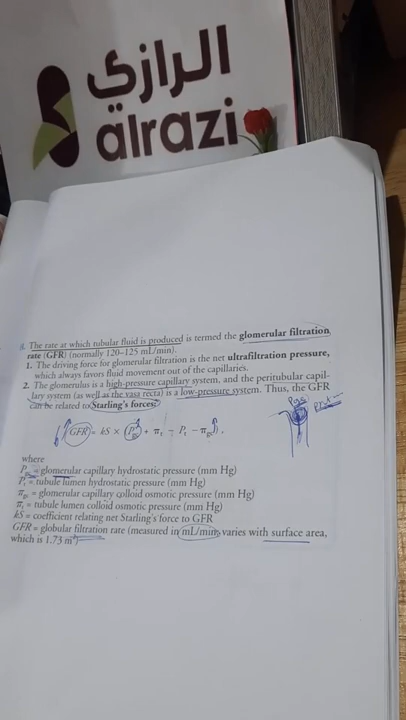 الرازي
alrazi
The rate at which tubular fluid is produced is termed the glomerular filtration
rate (GFR) (normally 120–125 mL/min).
1. The driving force for glomerular filtration is the net ultrafiltration pressure,
which always favors fluid movement out of the capillaries.
2. The glomerulus is a high-pressure capillary system, and the peritubular capil-
lary system (as well as the vasa recta) is a low-pressure system. Thus, the GFR
can be related to Starling's forces:
GFR = kS × (Pg + πt − Pt − πg).
where
Pg = glomerular capillary hydrostatic pressure (mm Hg)
Pt = tubule lumen hydrostatic pressure (mm Hg)
πg = glomerular capillary colloid osmotic pressure (mm Hg)
πt = tubule lumen colloid osmotic pressure (mm Hg)
kS = coefficient relating net Starling's force to GFR
GFR = globular filtration rate (measured in mL/min, varies with surface area,
which is 1.73 m²)